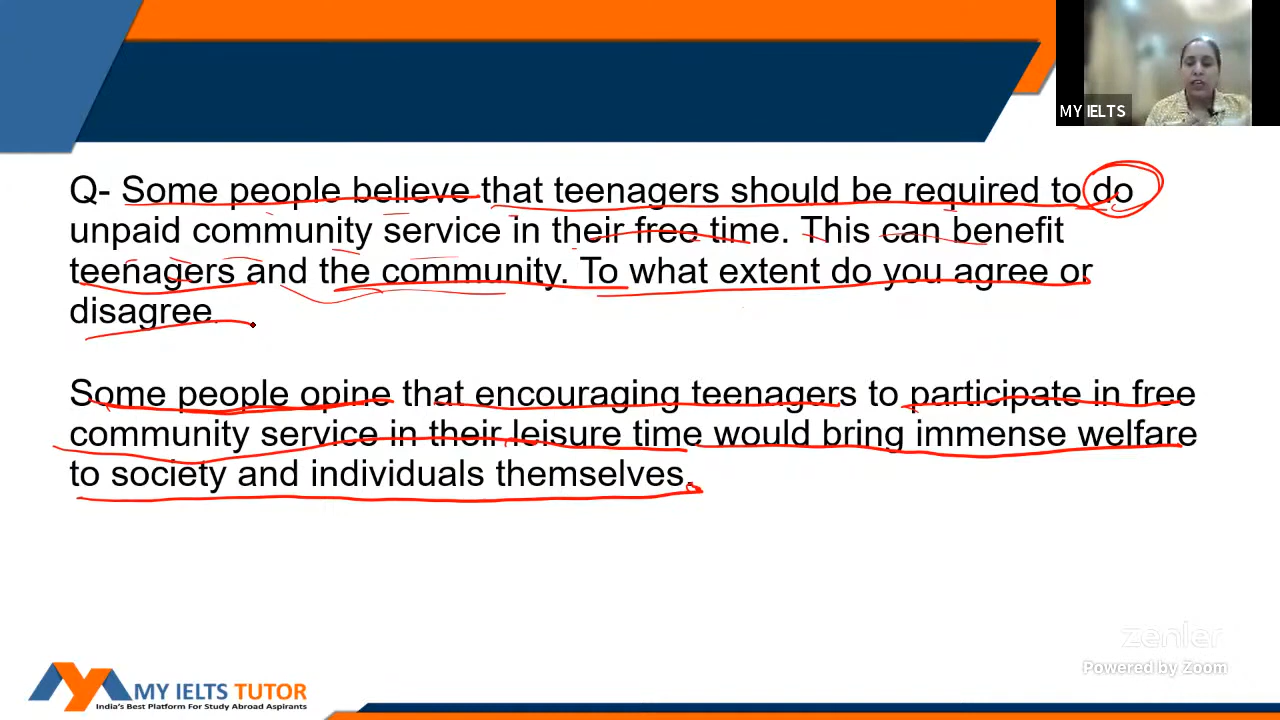 MY IELTS
Q- Some people believe that teenagers should be required to do
unpaid community service in their free time. This can benefit
teenagers and the community. To what extent do you agree or
disagree.
Some people opine that encouraging teenagers to participate in free
community service in their leisure time would bring immense welfare
to society and individuals themselves.
zenler
Powered by Zoom
MY IELTS TUTOR
India's Best Platform For Study Abroad Aspirants